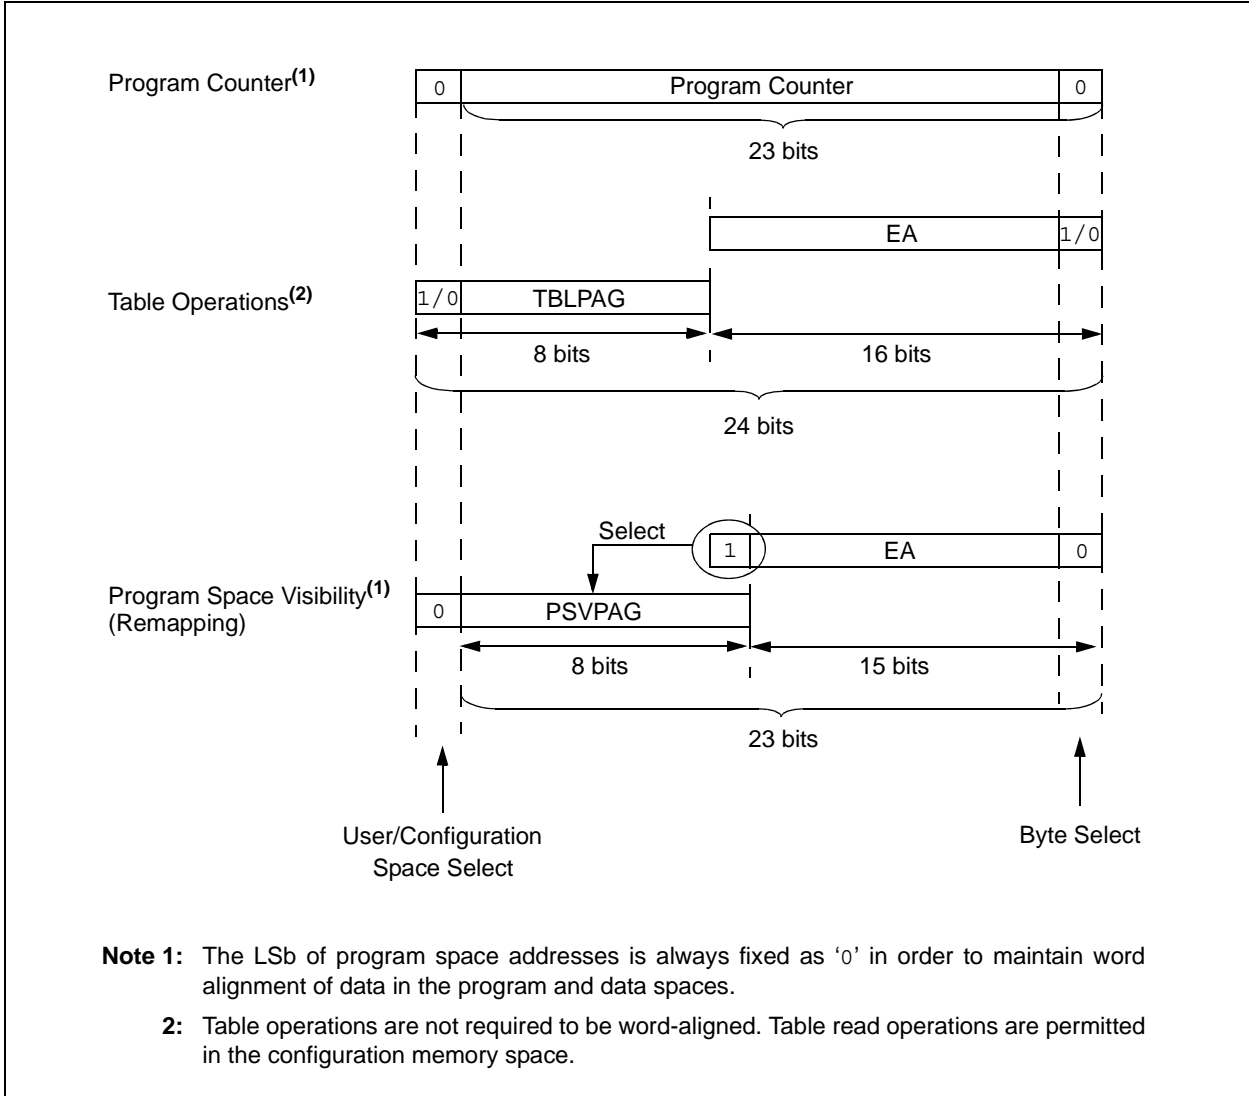 Program Counter(1)
0
Program Counter
0
23 bits
EA
1/0
Table Operations(2)
1/0
TBLPAG
8 bits
16 bits
24 bits
Select
1
EA
0
Program Space Visibility(1)
(Remapping)
0
PSVPAG
8 bits
15 bits
23 bits
User/Configuration
Space Select
Byte Select
Note 1: The LSb of program space addresses is always fixed as ‘0’ in order to maintain word
alignment of data in the program and data spaces.
2: Table operations are not required to be word-aligned. Table read operations are permitted
in the configuration memory space.